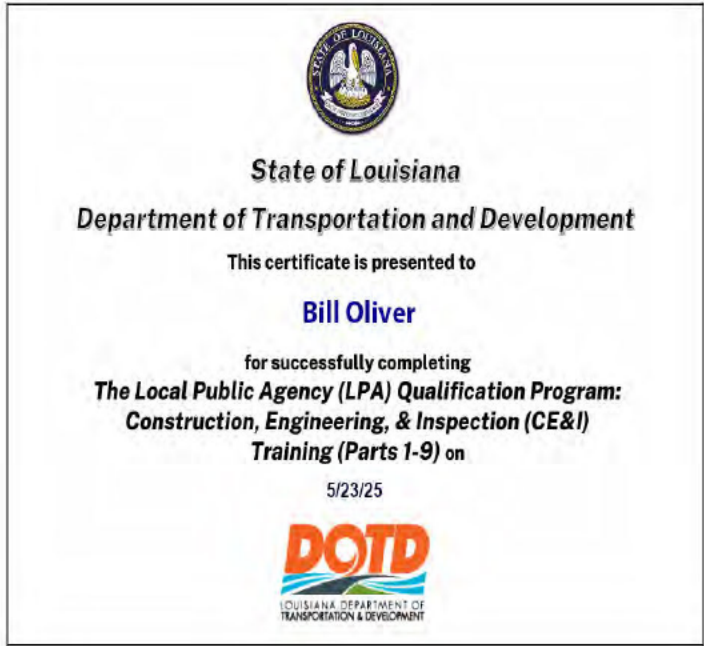 STATE OF LOUISIANA
State of Louisiana
Department of Transportation and Development
This certificate is presented to
Bill Oliver
for successfully completing
The Local Public Agency (LPA) Qualification Program:
Construction, Engineering, & Inspection (CE&I)
Training (Parts 1-9) on
5/23/25
DOTD
LOUISIANA DEPARTMENT OF
TRANSPORTATION & DEVELOPMENT